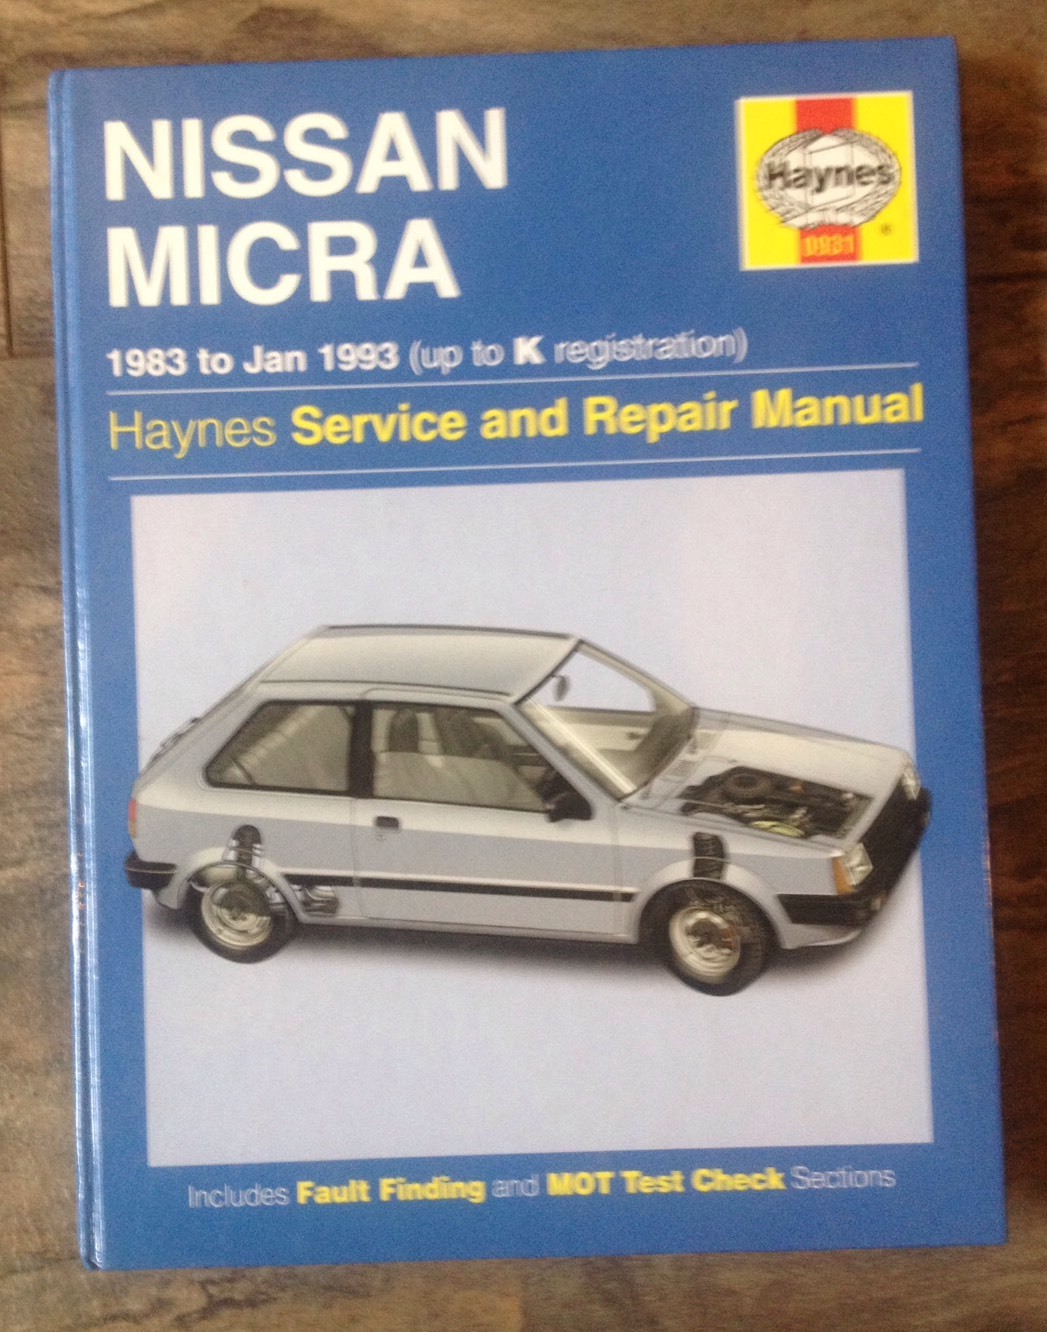 NISSAN
MICRA
Haynes
0931
®
1983 to Jan 1993 (up to K registration)
Haynes Service and Repair Manual
Includes Fault Finding and MOT Test Check Sections